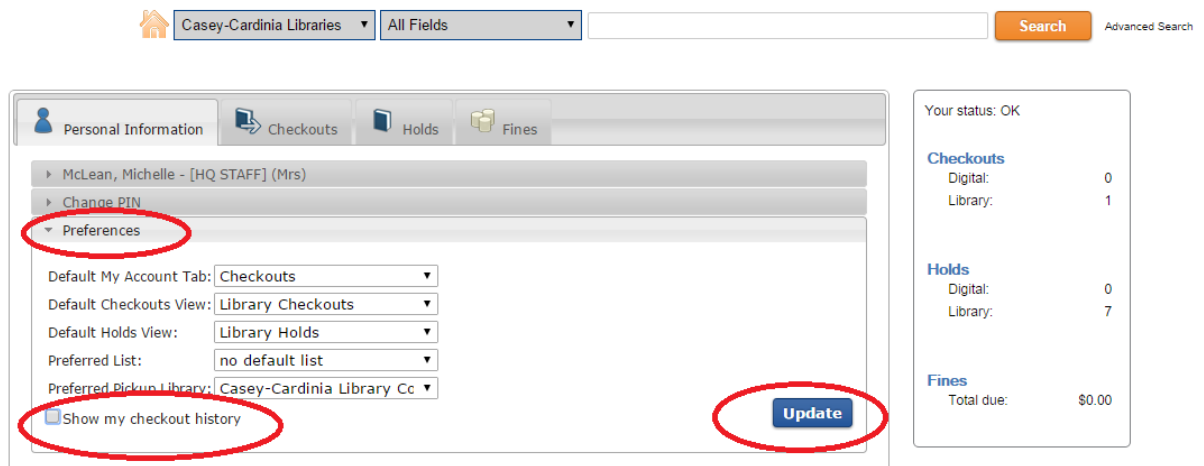 Casey-Cardinia Libraries All Fields Search Advanced Search
Personal Information Checkouts Holds Fines
McLean, Michelle - [HQ STAFF] (Mrs)
Change PIN
Preferences
Default My Account Tab: Checkouts
Default Checkouts View: Library Checkouts
Default Holds View: Library Holds
Preferred List: no default list
Preferred Pickup Library: Casey-Cardinia Library Co
Show my checkout history
Update
Your status: OK
Checkouts
Digital: 0
Library: 1
Holds
Digital: 0
Library: 7
Fines
Total due: $0.00